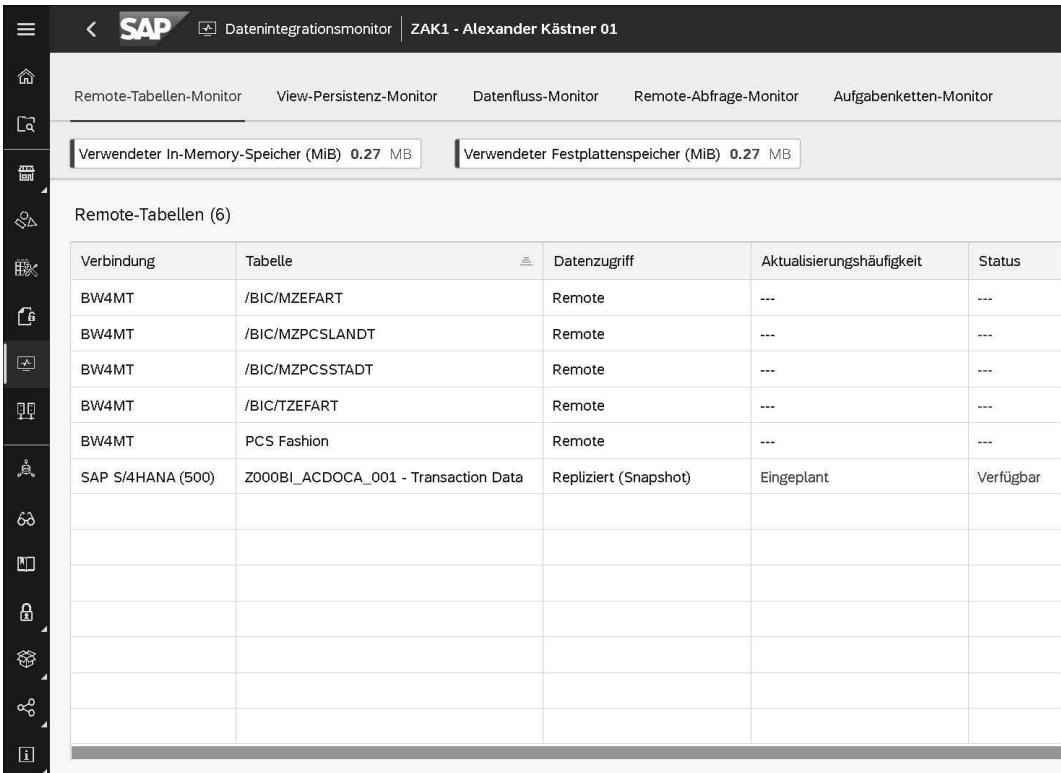 SAP Datenintegrationsmonitor ZAK1 - Alexander Kästner 01
Remote-Tabellen-Monitor View-Persistenz-Monitor Datenfluss-Monitor Remote-Abfrage-Monitor Aufgabenketten-Monitor
Verwendeter In-Memory-Speicher (MiB) 0.27 MB Verwendeter Festplattenspeicher (MiB) 0.27 MB
Remote-Tabellen (6)
Verbindung Tabelle Datenzugriff Aktualisierungshäufigkeit Status
BW4MT /BIC/MZEFART Remote --- ---
BW4MT /BIC/MZPCSLANDT Remote --- ---
BW4MT /BIC/MZPCSSTADT Remote --- ---
BW4MT /BIC/TZEFART Remote --- ---
BW4MT PCS Fashion Remote --- ---
SAP S/4HANA (500) Z000BI_ACDOCA_001 - Transaction Data Repliziert (Snapshot) Eingeplant Verfügbar